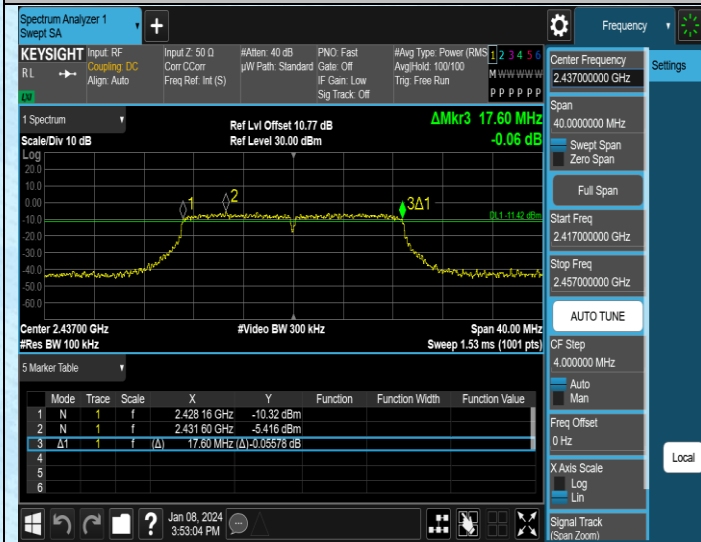 Spectrum Analyzer 1
Swept SA
Frequency
KEYSIGHT
RL
LXI
Input: RF
Coupling: DC
Align: Auto
Input Z: 50 Ω
Corr CCorr
Freq Ref: Int (S)
#Atten: 40 dB
µW Path: Standard
PNO: Fast
Gate: Off
IF Gain: Low
Sig Track: Off
#Avg Type: Power (RMS
Avg|Hold: 100/100
Trig: Free Run
1 2 3 4 5 6
M W W W W W
P P P P P P
1 Spectrum
Scale/Div 10 dB
Ref Lvl Offset 10.77 dB
Ref Level 30.00 dBm
ΔMkr3 17.60 MHz
-0.06 dB
Log
20.0
10.0
0.00
-10.0
-20.0
-30.0
-40.0
-50.0
-60.0
1
2
3Δ1
DL1 -11.42 dBm
Center 2.43700 GHz
#Res BW 100 kHz
#Video BW 300 kHz
Span 40.00 MHz
Sweep 1.53 ms (1001 pts)
5 Marker Table
Mode Trace Scale X Y Function Function Width Function Value
1 N 1 f 2.428 16 GHz -10.32 dBm
2 N 1 f 2.431 60 GHz -5.416 dBm
3 Δ1 1 f (Δ) 17.60 MHz (Δ) -0.05578 dB
4
5
6
Jan 08, 2024
3:53:04 PM
Center Frequency
2.437000000 GHz
Span
40.0000000 MHz
Swept Span
Zero Span
Full Span
Start Freq
2.417000000 GHz
Stop Freq
2.457000000 GHz
AUTO TUNE
CF Step
4.000000 MHz
Auto
Man
Freq Offset
0 Hz
X Axis Scale
Log
Lin
Signal Track
(Span Zoom)
Settings
Local